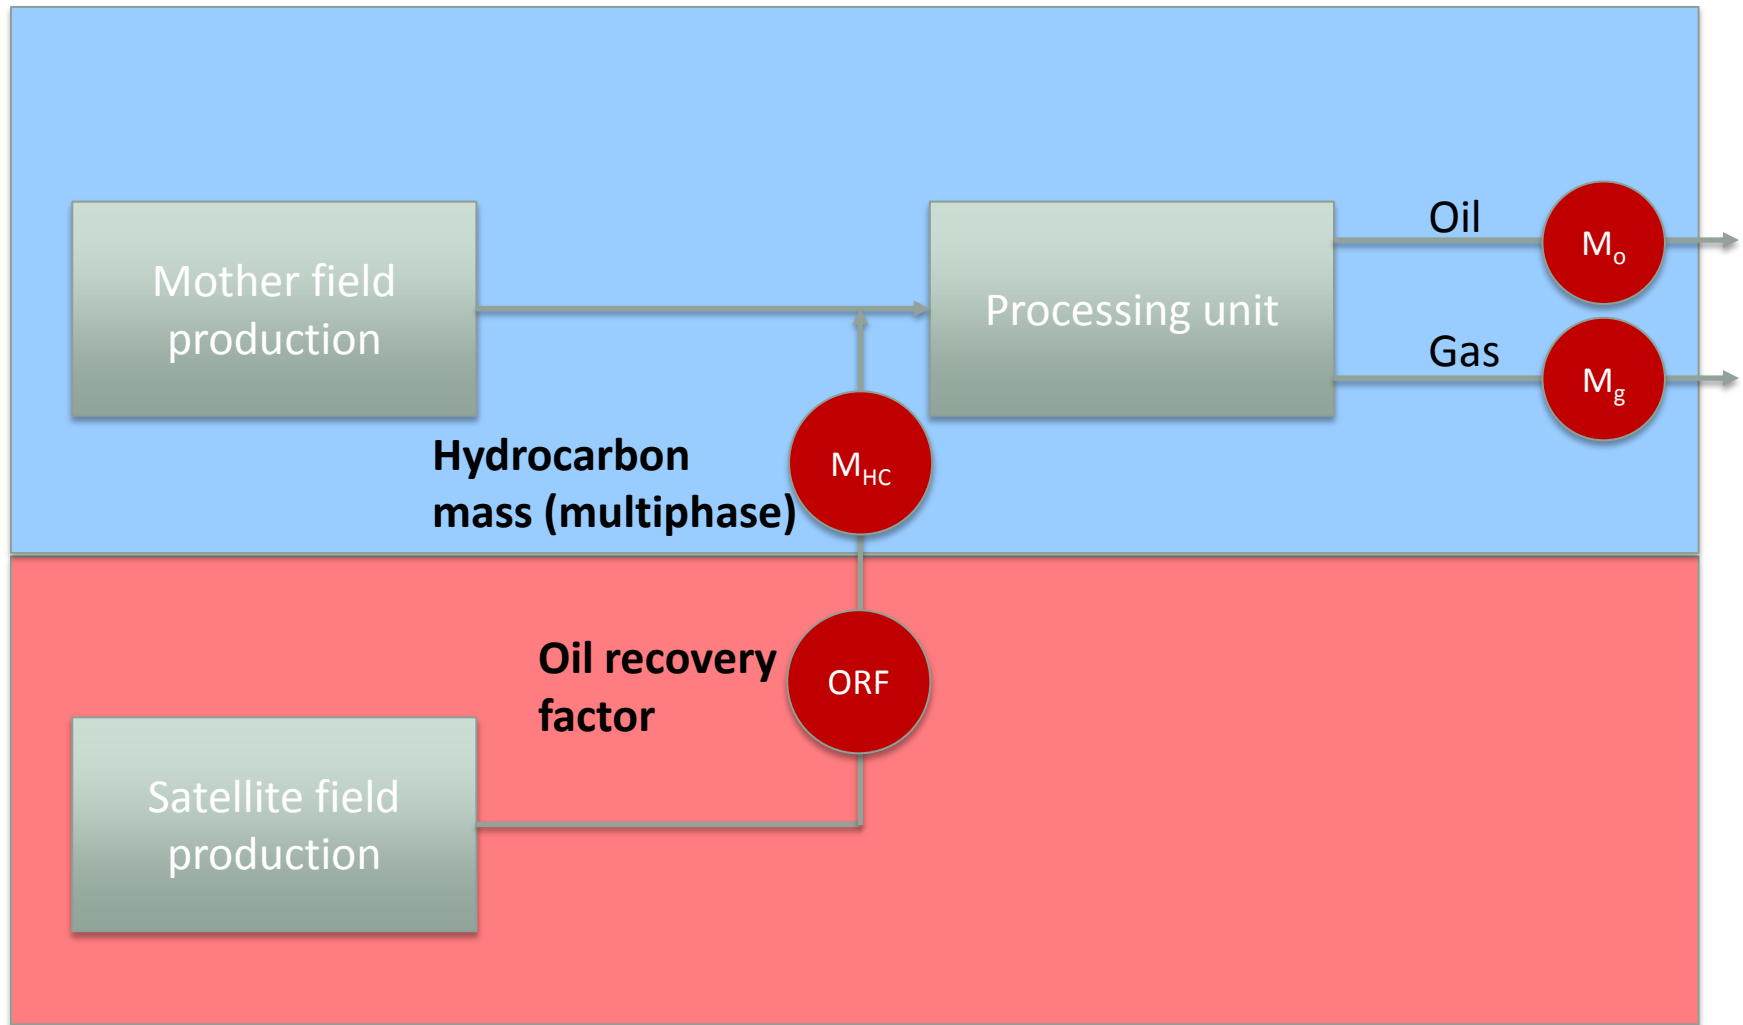 Mother field
production
Processing unit
Oil
M₀
Gas
Mg
Hydrocarbon
mass (multiphase)
MHC
Oil recovery
factor
ORF
Satellite field
production